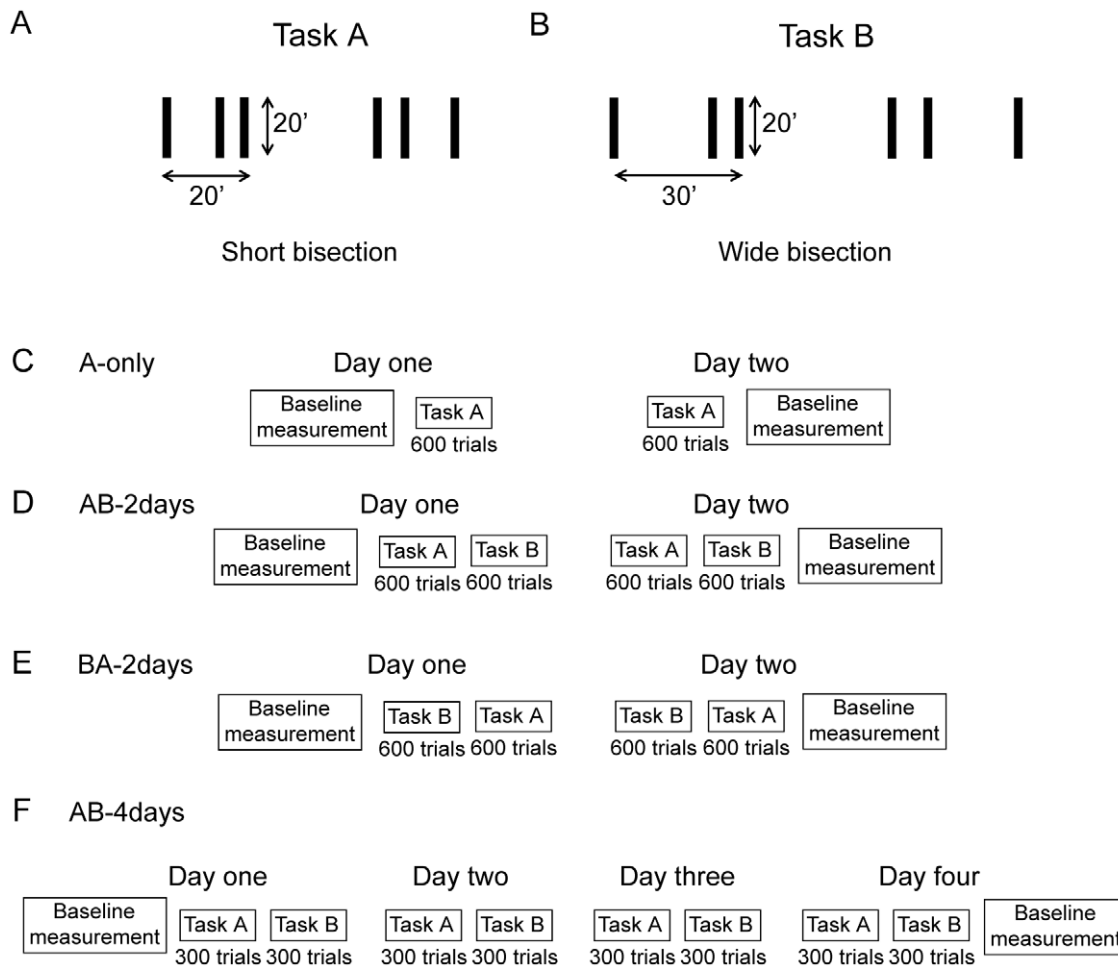 A Task A B Task B
20' 20'
20' 30'
Short bisection Wide bisection
C A-only Day one Day two
Baseline measurement Task A Task A Baseline measurement
600 trials 600 trials
D AB-2days Day one Day two
Baseline measurement Task A Task B Task A Task B Baseline measurement
600 trials 600 trials 600 trials 600 trials
E BA-2days Day one Day two
Baseline measurement Task B Task A Task B Task A Baseline measurement
600 trials 600 trials 600 trials 600 trials
F AB-4days
Day one Day two Day three Day four
Baseline measurement Task A Task B Task A Task B Task A Task B Task A Task B Baseline measurement
300 trials 300 trials 300 trials 300 trials 300 trials 300 trials 300 trials 300 trials